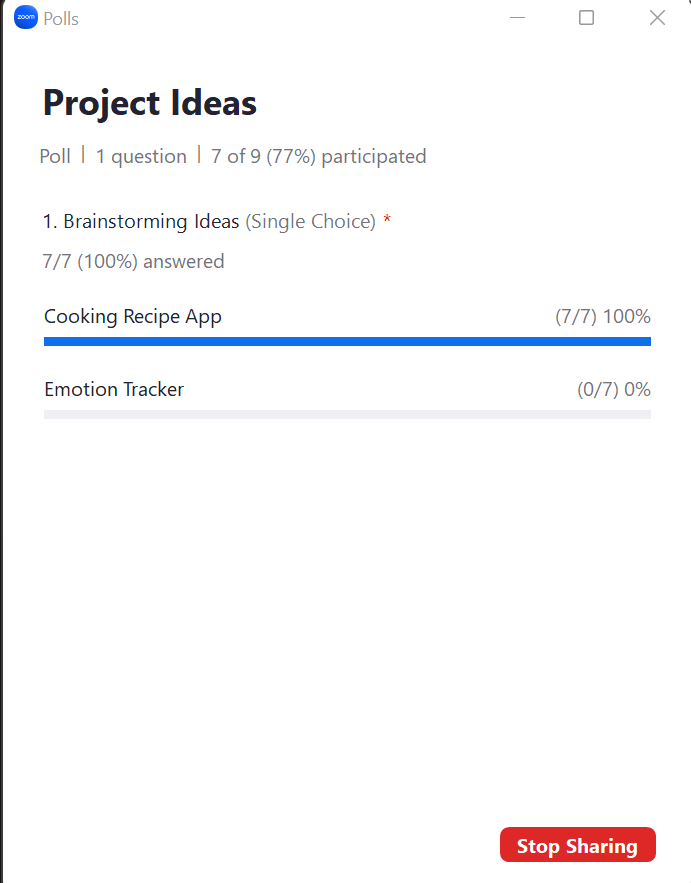 zoom Polls
Project Ideas
Poll | 1 question | 7 of 9 (77%) participated
1. Brainstorming Ideas (Single Choice) *
7/7 (100%) answered
Cooking Recipe App (7/7) 100%
Emotion Tracker (0/7) 0%
Stop Sharing